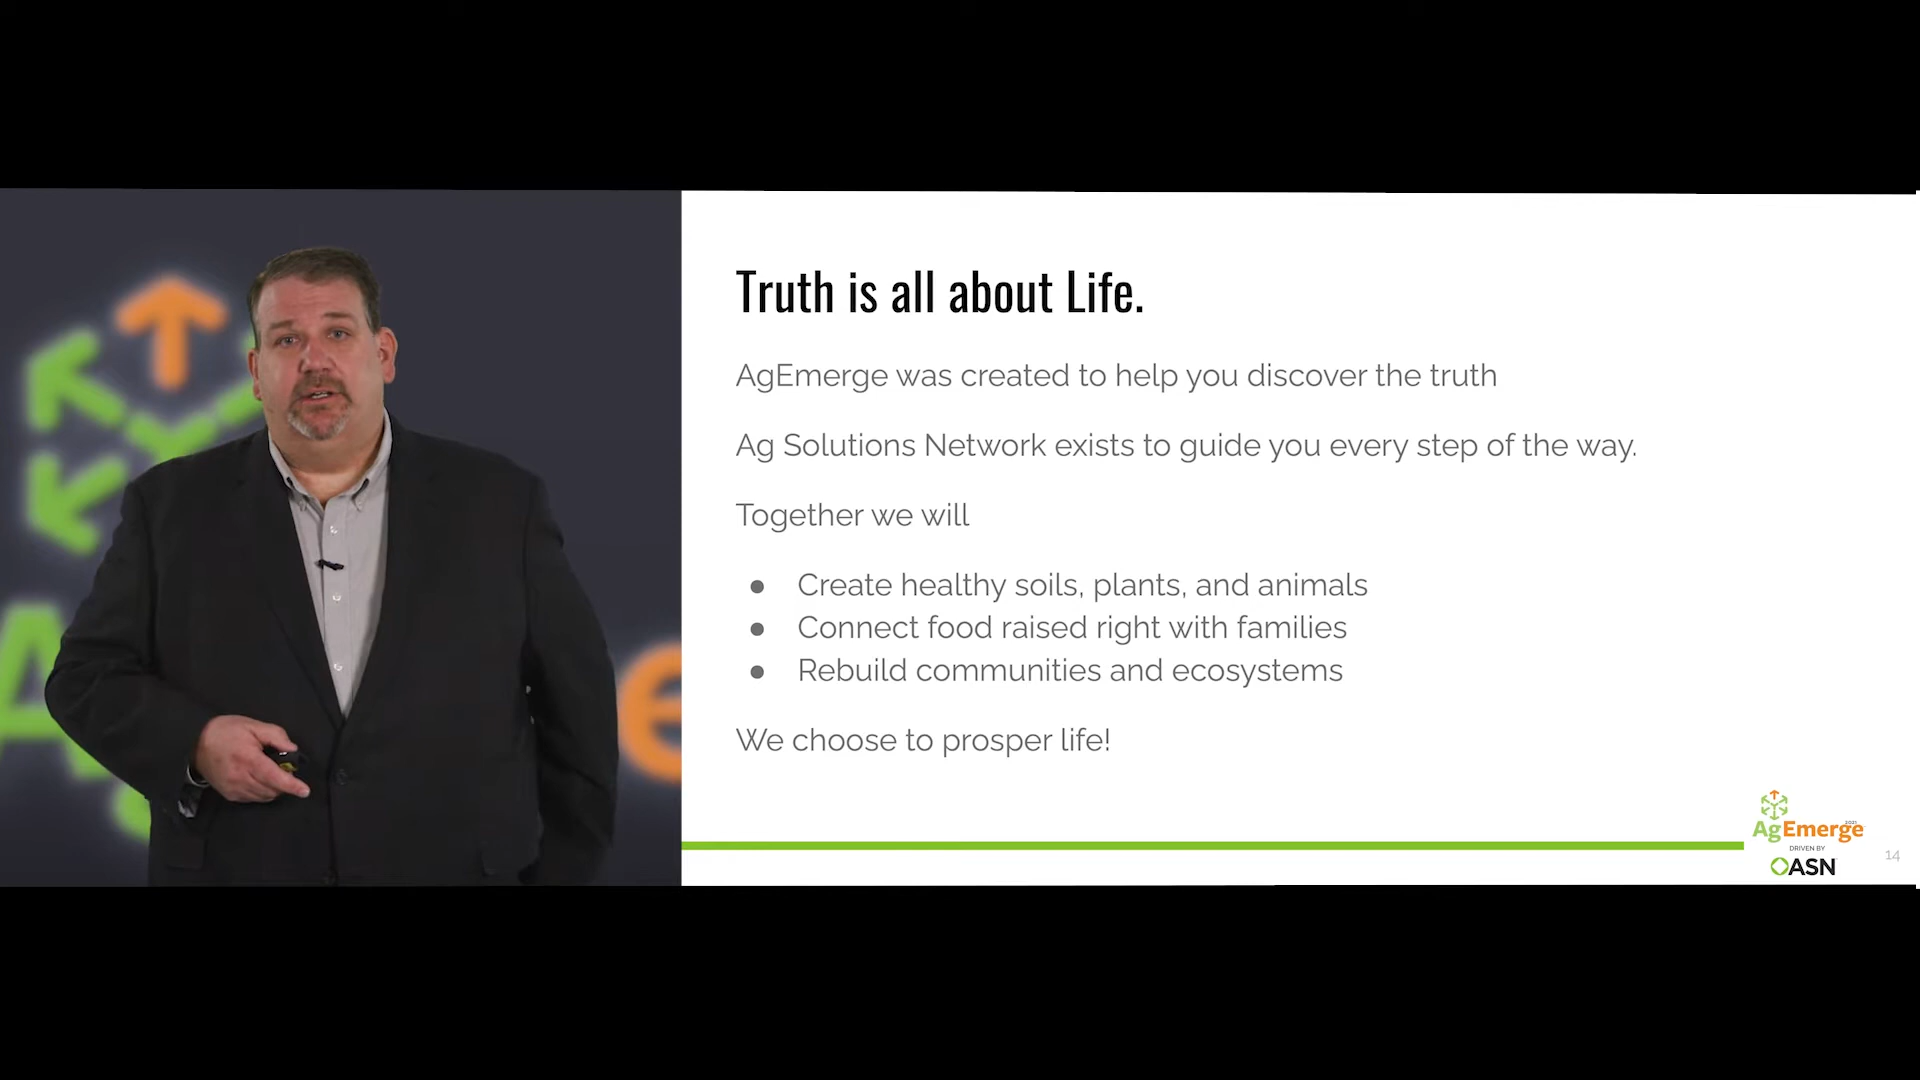 Truth is all about Life.
AgEmerge was created to help you discover the truth
Ag Solutions Network exists to guide you every step of the way.
Together we will
● Create healthy soils, plants, and animals
● Connect food raised right with families
● Rebuild communities and ecosystems
We choose to prosper life!
2021
AgEmerge
DRIVEN BY
ASN
14
A
e